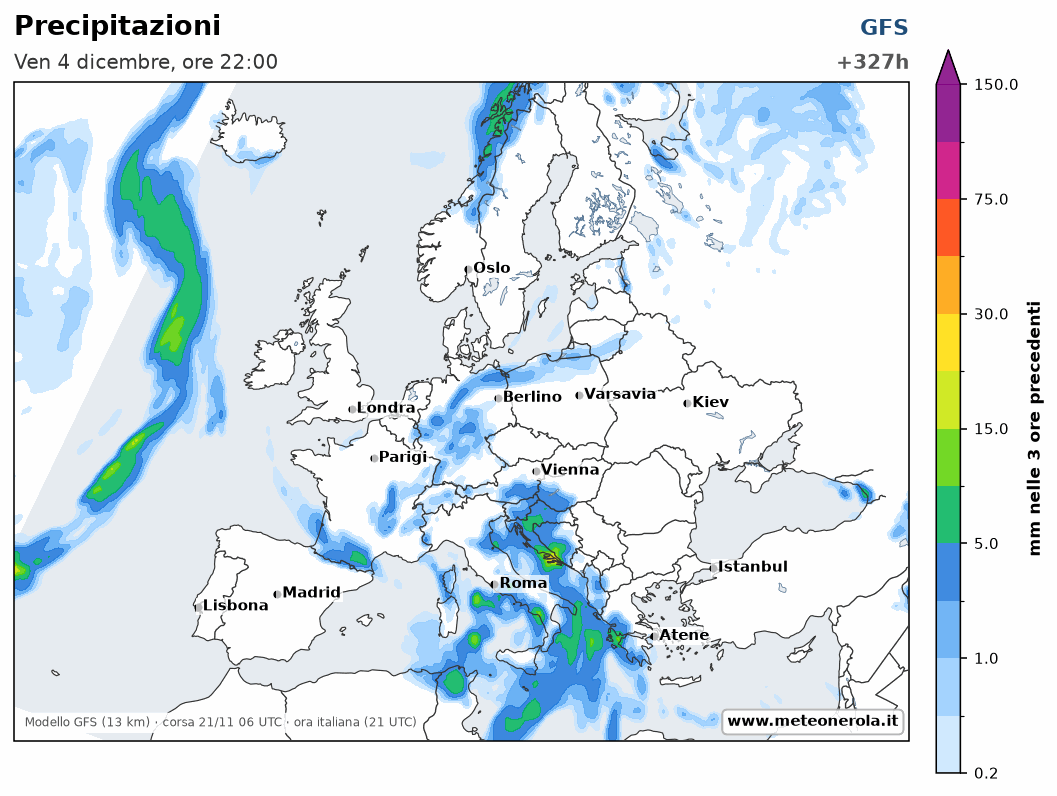 Precipitazioni
GFS
Ven 4 dicembre, ore 22:00
+327h
150.0
75.0
30.0
15.0
5.0
1.0
0.2
mm nelle 3 ore precedenti
Oslo
Londra
Berlino
Varsavia
Kiev
Parigi
Vienna
Istanbul
Roma
Madrid
Lisbona
Atene
Modello GFS (13 km) · corsa 21/11 06 UTC · ora italiana (21 UTC)
www.meteonerola.it